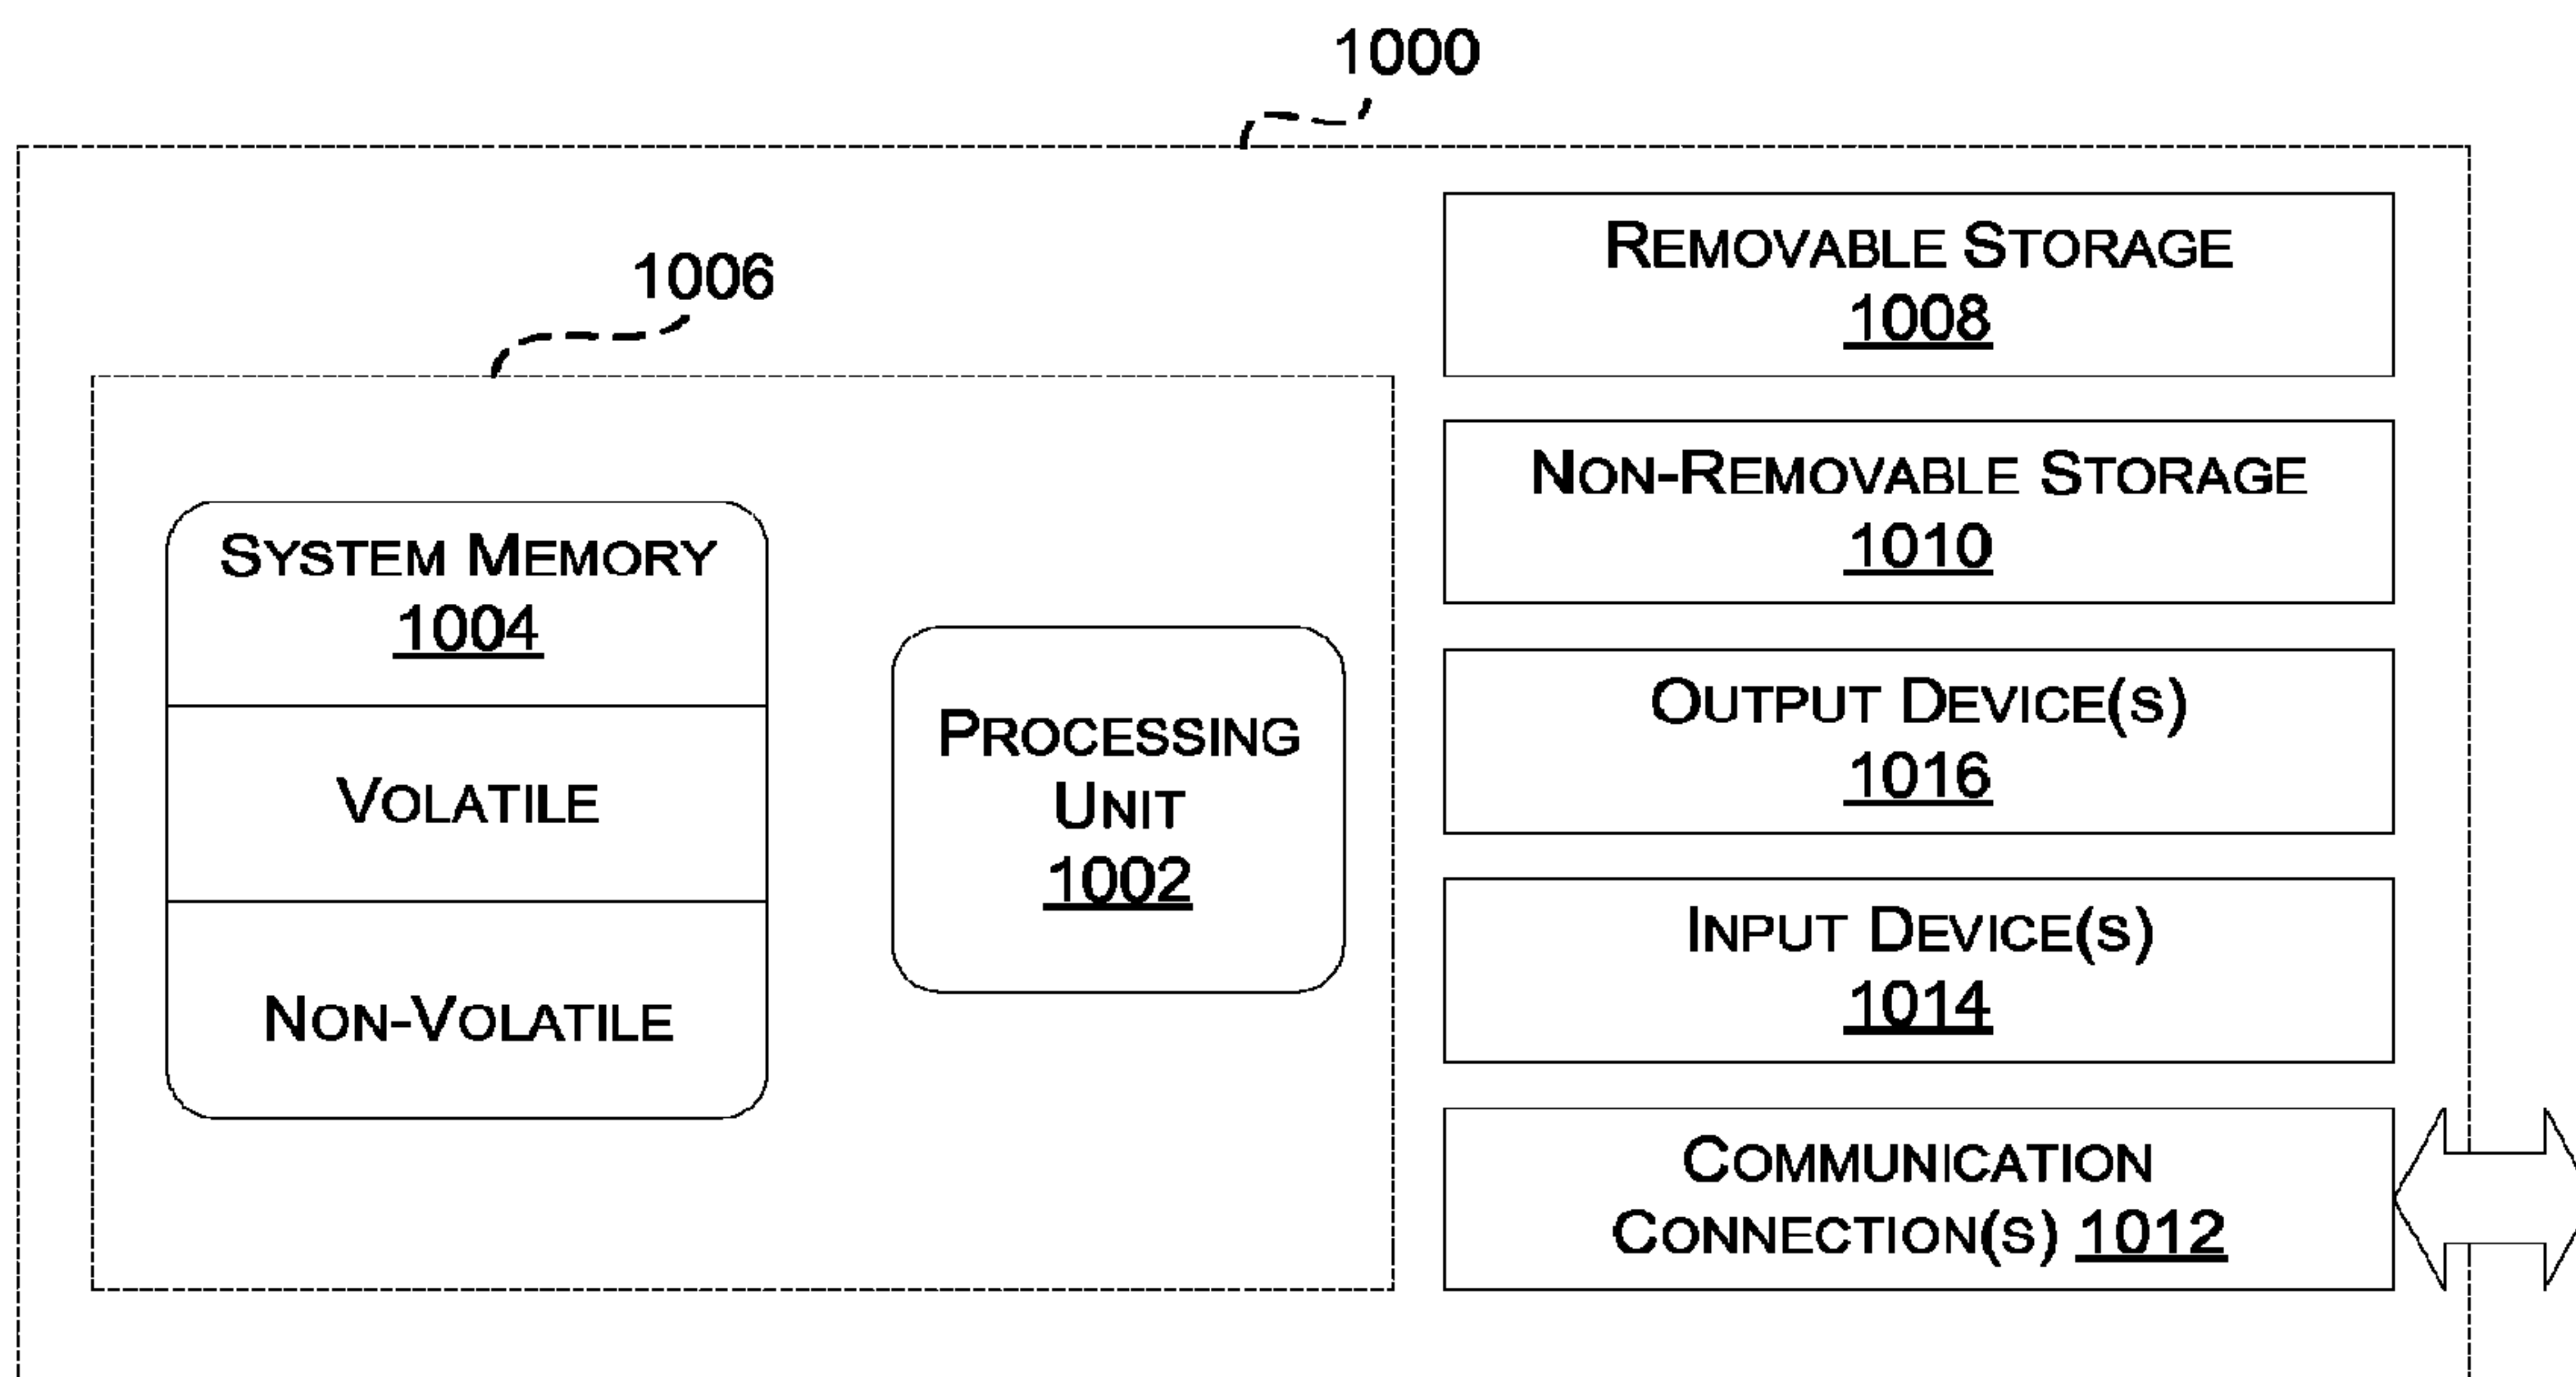 1000
1006
SYSTEM MEMORY
1004
VOLATILE
NON-VOLATILE
PROCESSING
UNIT
1002
REMOVABLE STORAGE
1008
NON-REMOVABLE STORAGE
1010
OUTPUT DEVICE(S)
1016
INPUT DEVICE(S)
1014
COMMUNICATION
CONNECTION(S) 1012